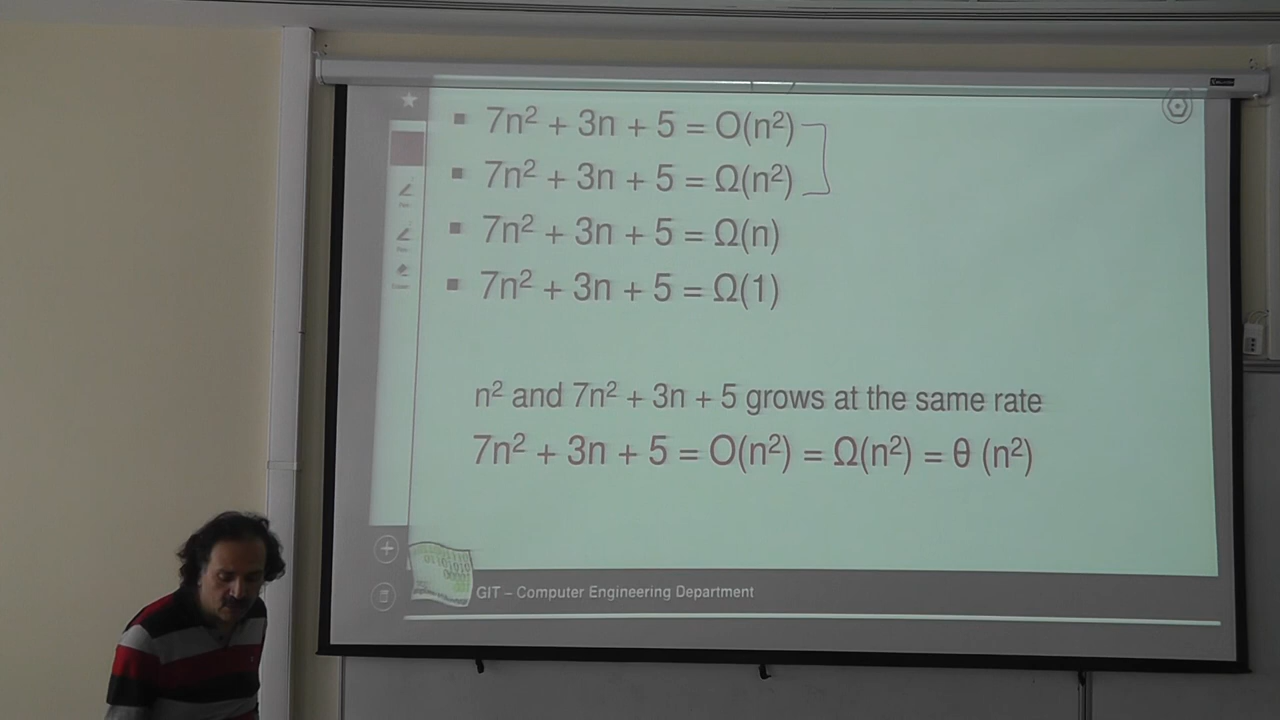 ▪ 7n² + 3n + 5 = O(n²)
▪ 7n² + 3n + 5 = Ω(n²)
▪ 7n² + 3n + 5 = Ω(n)
▪ 7n² + 3n + 5 = Ω(1)
n² and 7n² + 3n + 5 grows at the same rate
7n² + 3n + 5 = O(n²) = Ω(n²) = θ (n²)
GIT – Computer Engineering Department